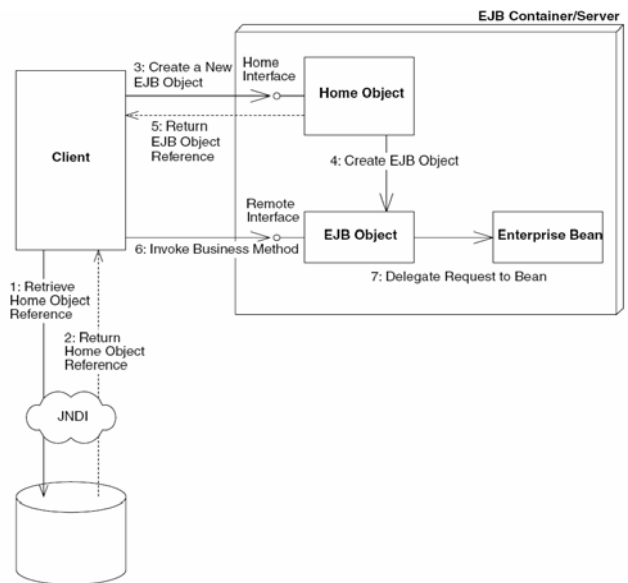 EJB Container/Server
3: Create a New
EJB Object
Home
Interface
Home Object
5: Return
EJB Object
Reference
Client
4: Create EJB Object
Remote
Interface
EJB Object
Enterprise Bean
6: Invoke Business Method
7: Delegate Request to Bean
1: Retrieve
Home Object
Reference
2: Return
Home Object
Reference
JNDI